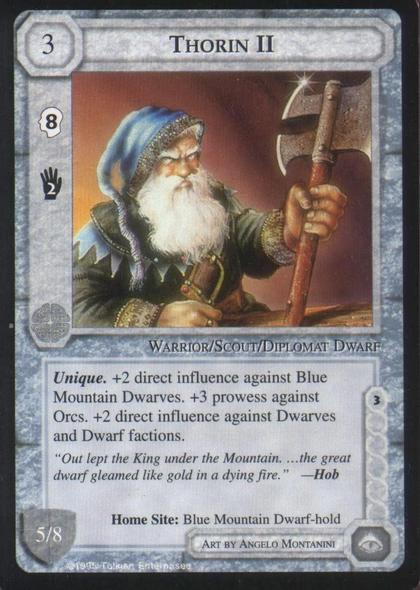 3
THORIN II
8
2
WARRIOR/SCOUT/DIPLOMAT DWARF
Unique. +2 direct influence against Blue
Mountain Dwarves. +3 prowess against
Orcs. +2 direct influence against Dwarves
and Dwarf factions.
3
“Out lept the King under the Mountain. …the great
dwarf gleamed like gold in a dying fire.” —Hob
Home Site: Blue Mountain Dwarf-hold
5/8
ART BY ANGELO MONTANINI
©1995 Tolkien Enterprises